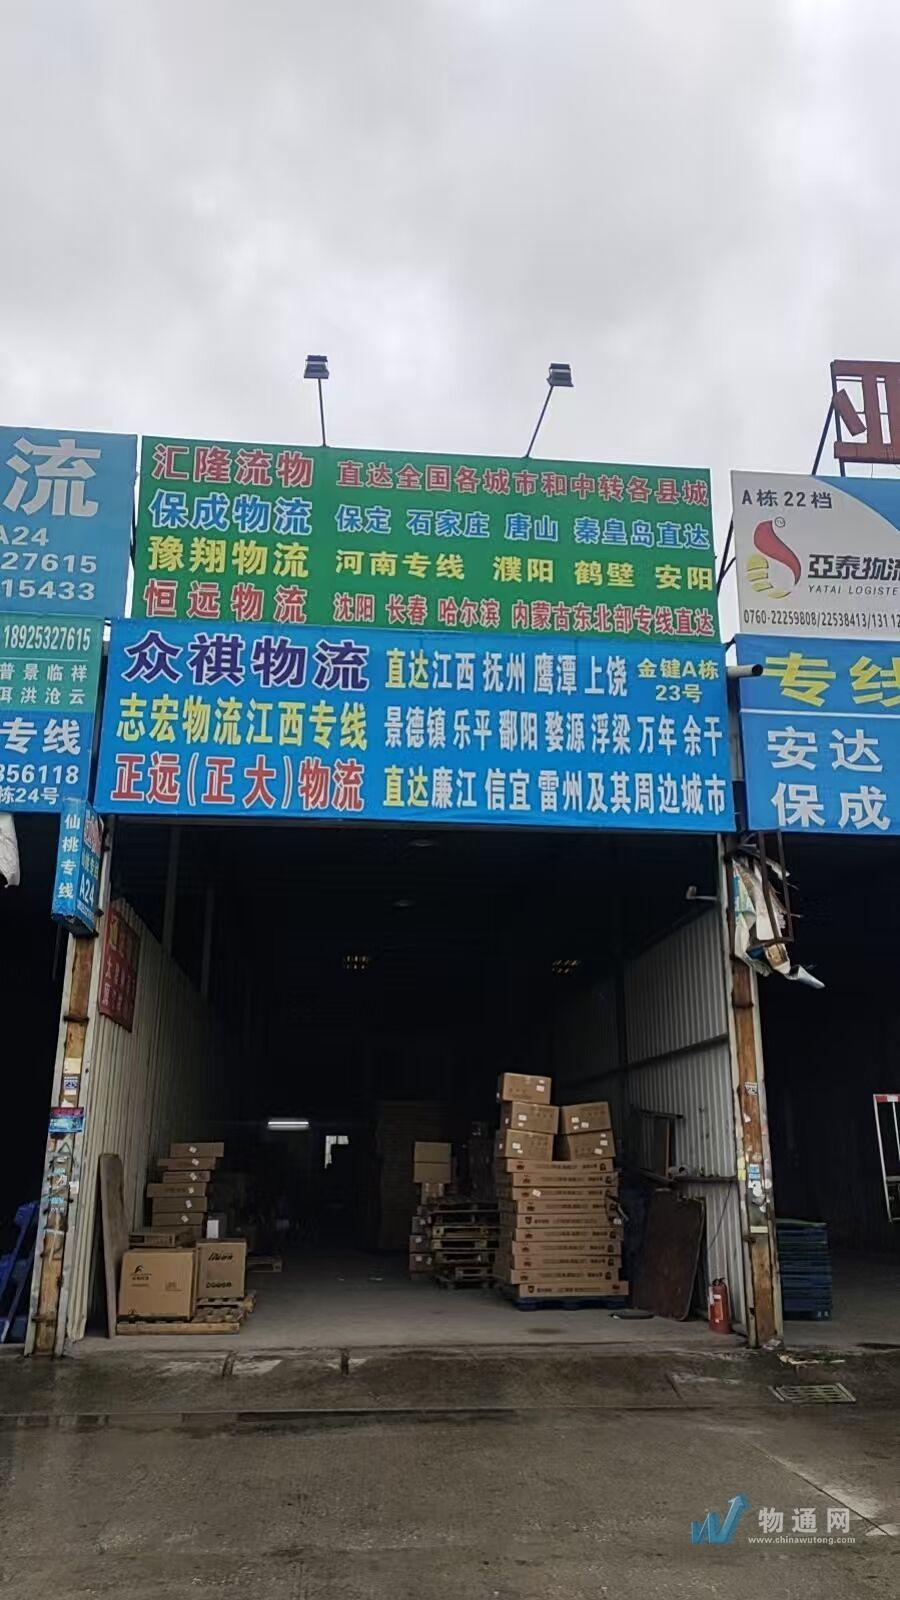 流
A24
27615
15433
18925327615
普景临祥
洱洪沧云
专线
356118
栋24号
仙桃专线
A24
汇隆流物 直达全国各城市和中转各县城
保成物流 保定 石家庄 唐山 秦皇岛直达
豫翔物流 河南专线 濮阳 鹤壁 安阳
恒远物流 沈阳 长春 哈尔滨 内蒙古东北部专线直达
众祺物流 直达江西 抚州 鹰潭 上饶 金键A栋
23号
志宏物流江西专线 景德镇 乐平 鄱阳 婺源 浮梁 万年 余干
正远(正大)物流 直达廉江 信宜 雷州及其周边城市
A栋22档
亞泰物流
YATAI LOGISTE
0760-22259808/22538413/131 12
专线
安达
保成
物通网
www.chinawutong.com